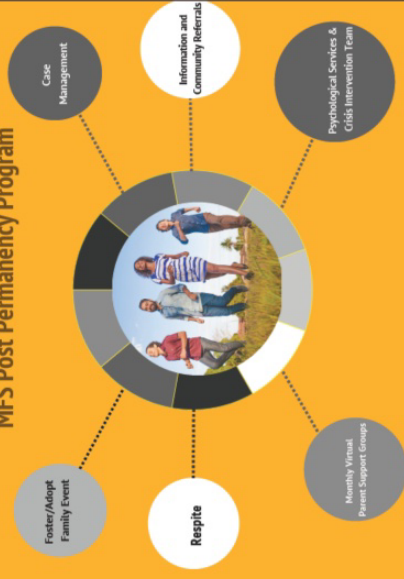 MFS Post Permanency Program
Foster/Adopt
Family Event
Case
Management
Respite
Information and
Community Referrals
Monthly Virtual
Parent Support Groups
Psychological Services &
Crisis Intervention Team